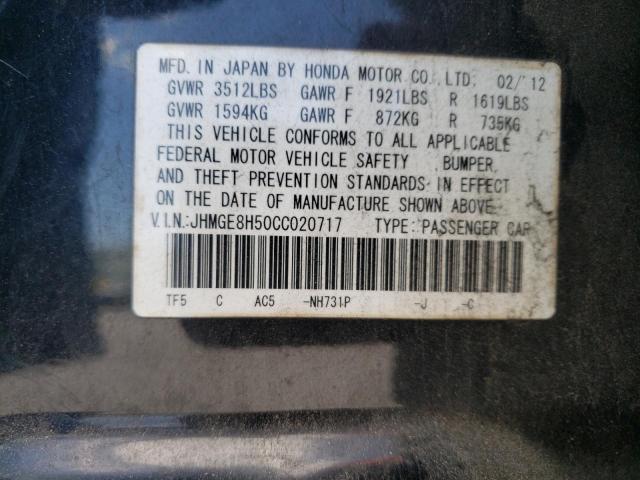 MFD. IN JAPAN BY HONDA MOTOR CO., LTD. 02/'12
GVWR 3512LBS GAWR F 1921LBS R 1619LBS
GVWR 1594KG GAWR F 872KG R 735KG
THIS VEHICLE CONFORMS TO ALL APPLICABLE
FEDERAL MOTOR VEHICLE SAFETY, BUMPER,
AND THEFT PREVENTION STANDARDS IN EFFECT
ON THE DATE OF MANUFACTURE SHOWN ABOVE.
V.I.N.:JHMGE8H50CC020717 TYPE: PASSENGER CAR
TF5 C AC5 -NH731P -J -C